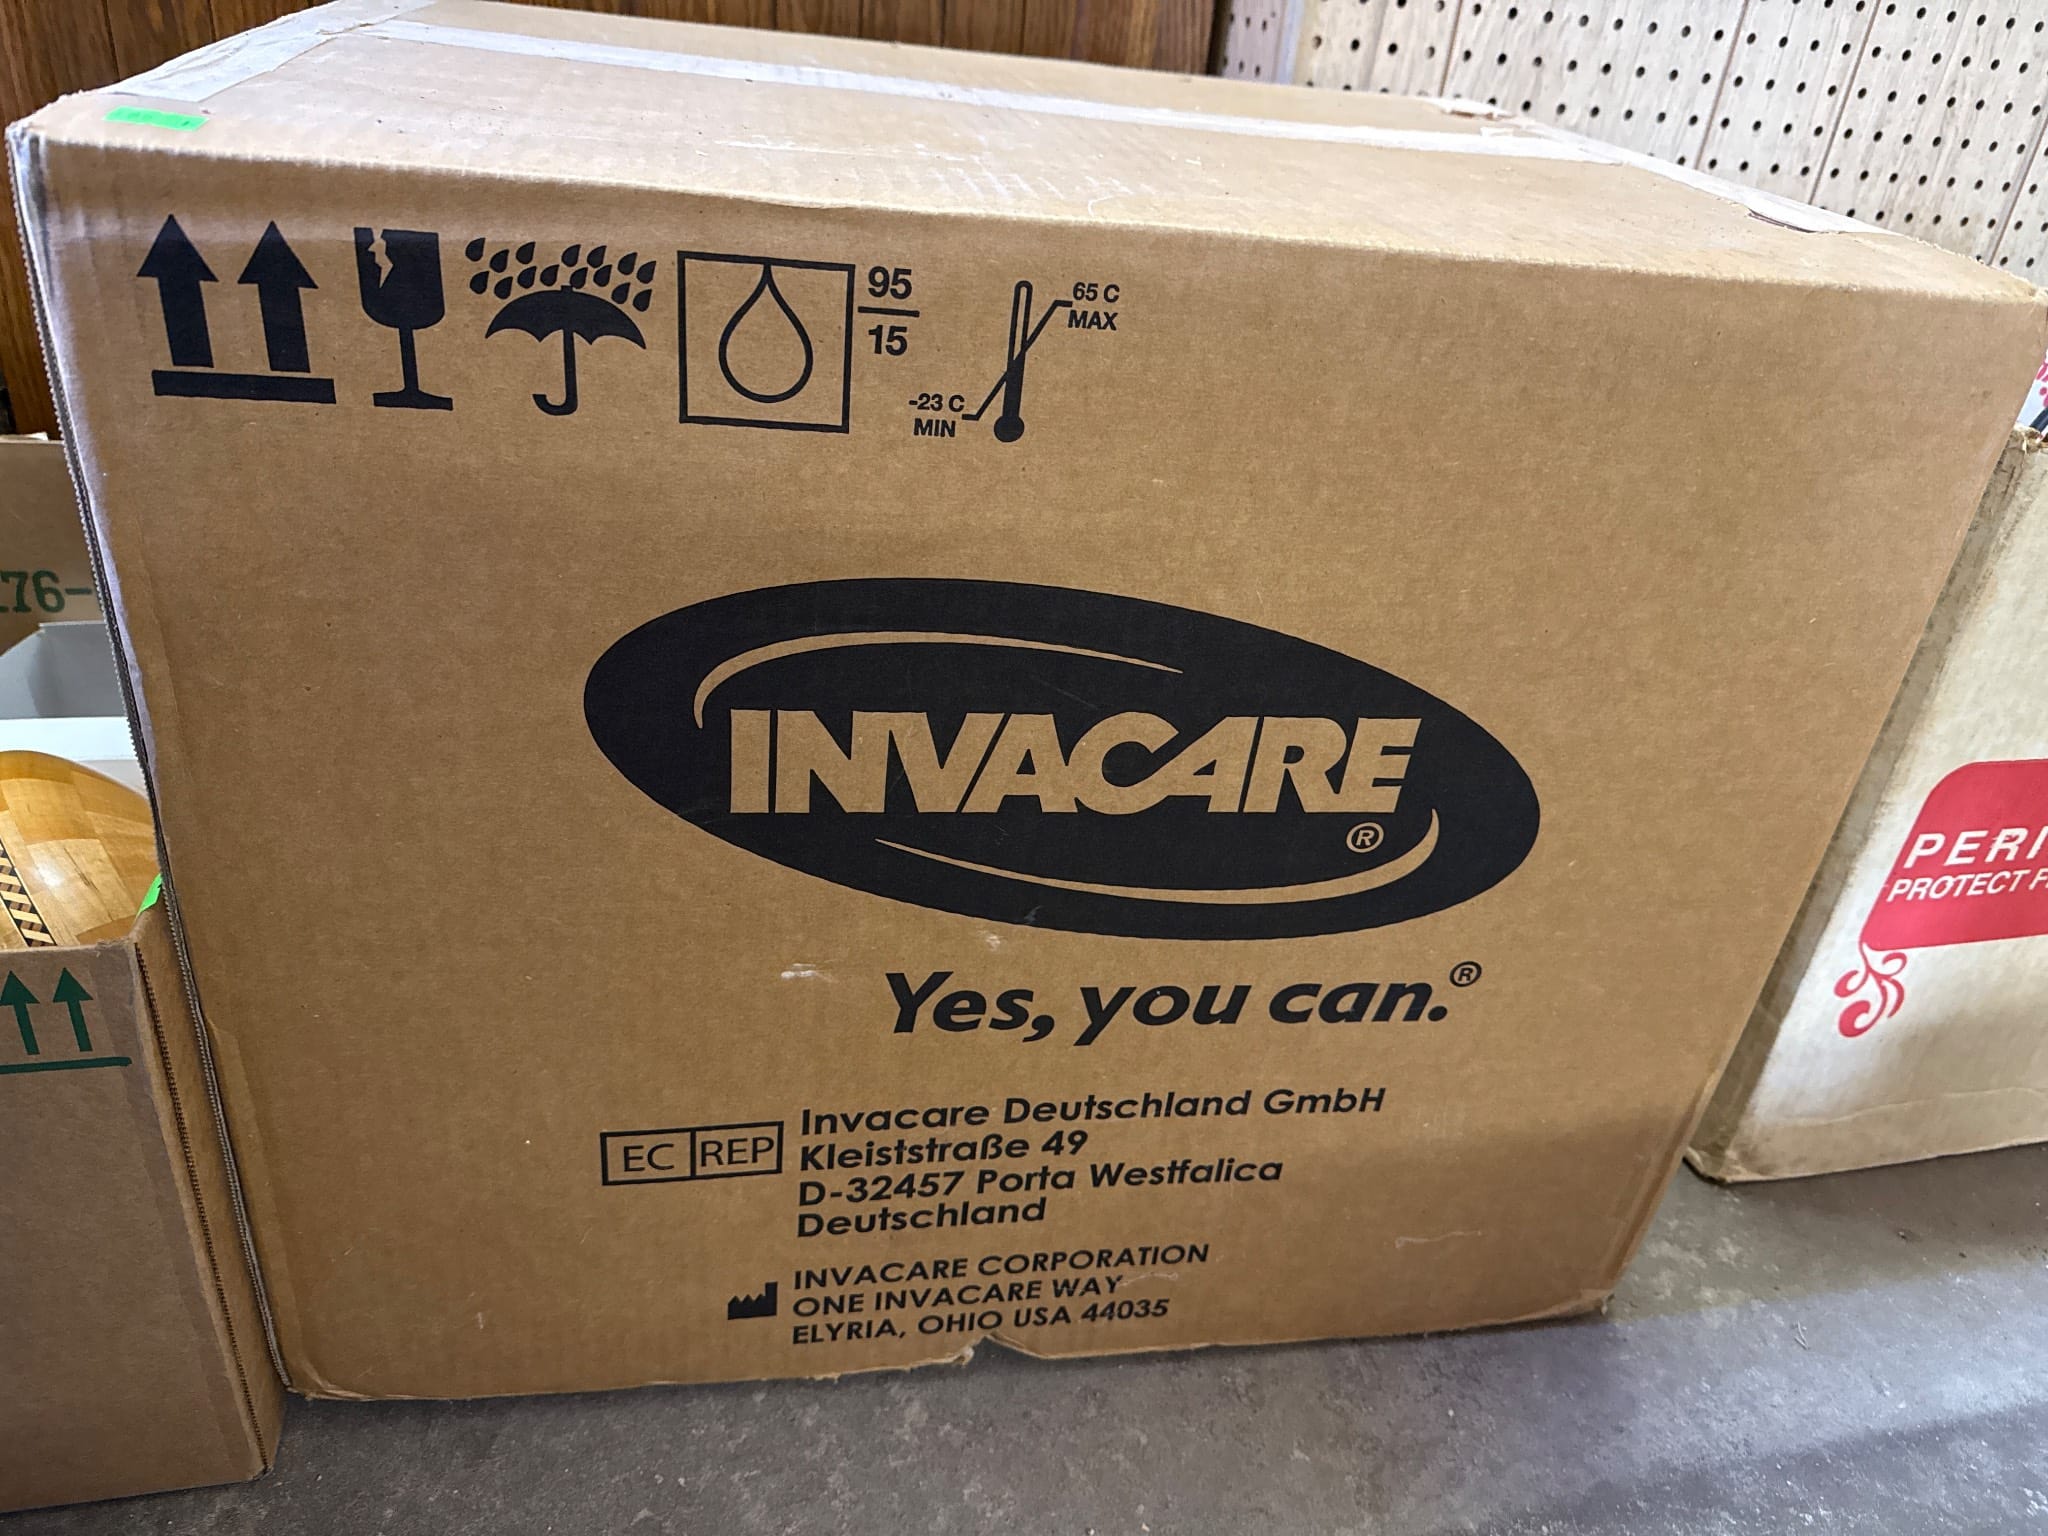 95
15
65 C
MAX
-23 C
MIN
INVACARE
®
Yes, you can.®
EC REP
Invacare Deutschland GmbH
Kleiststraße 49
D-32457 Porta Westfalica
Deutschland
INVACARE CORPORATION
ONE INVACARE WAY
ELYRIA, OHIO USA 44035
76-
PERI
PROTECT F